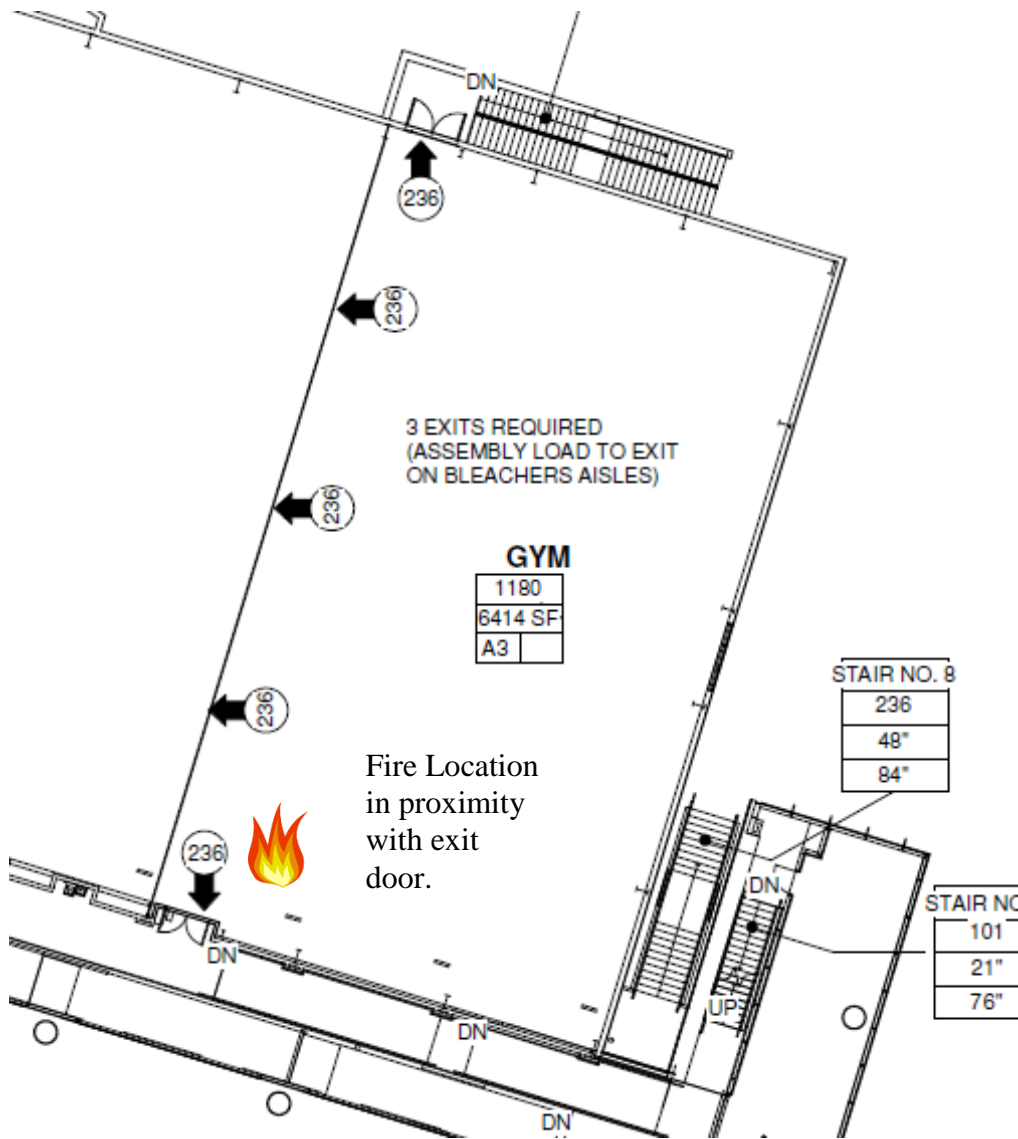 DN
236
236
3 EXITS REQUIRED
(ASSEMBLY LOAD TO EXIT
ON BLEACHERS AISLES)
236
GYM
1180
6414 SF
A3
STAIR NO. 8
236
48"
84"
236
Fire Location
in proximity
with exit
door.
236
DN
STAIR NO
101
21"
76"
DN
UP
DN
DN